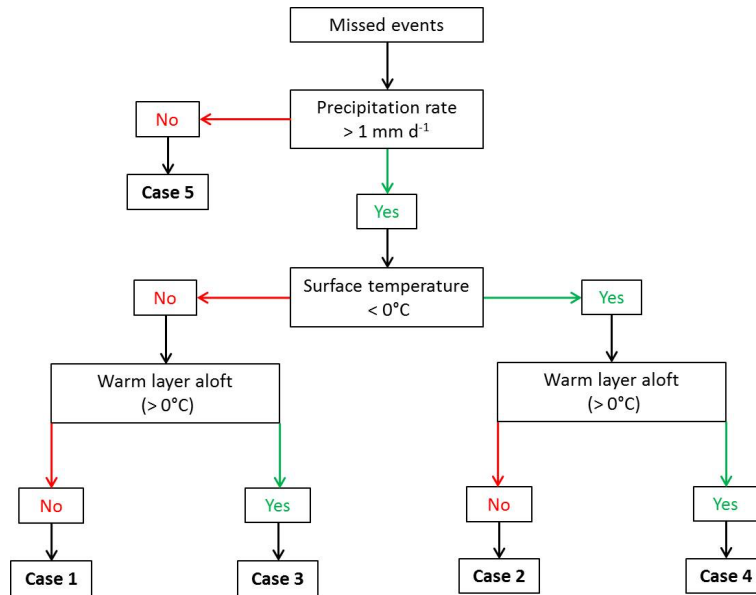 Missed events
Precipitation rate
> 1 mm d⁻¹
No
Case 5
Yes
Surface temperature
< 0°C
No
Yes
Warm layer aloft
(> 0°C)
Warm layer aloft
(> 0°C)
No
Yes
No
Yes
Case 1
Case 3
Case 2
Case 4